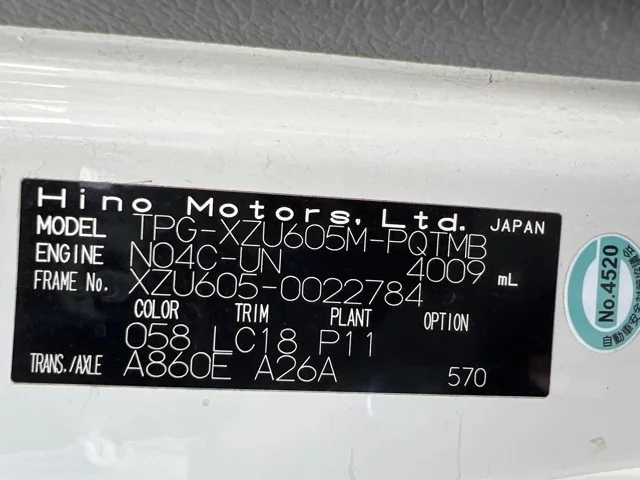 Hino Motors, Ltd. JAPAN
MODEL TPG-XZU605M-PQTMB
ENGINE N04C-UN 4009 mL
FRAME No. XZU605-0022784
COLOR TRIM PLANT OPTION
058 LC18 P11
TRANS./AXLE A860E A26A 570
No.4520